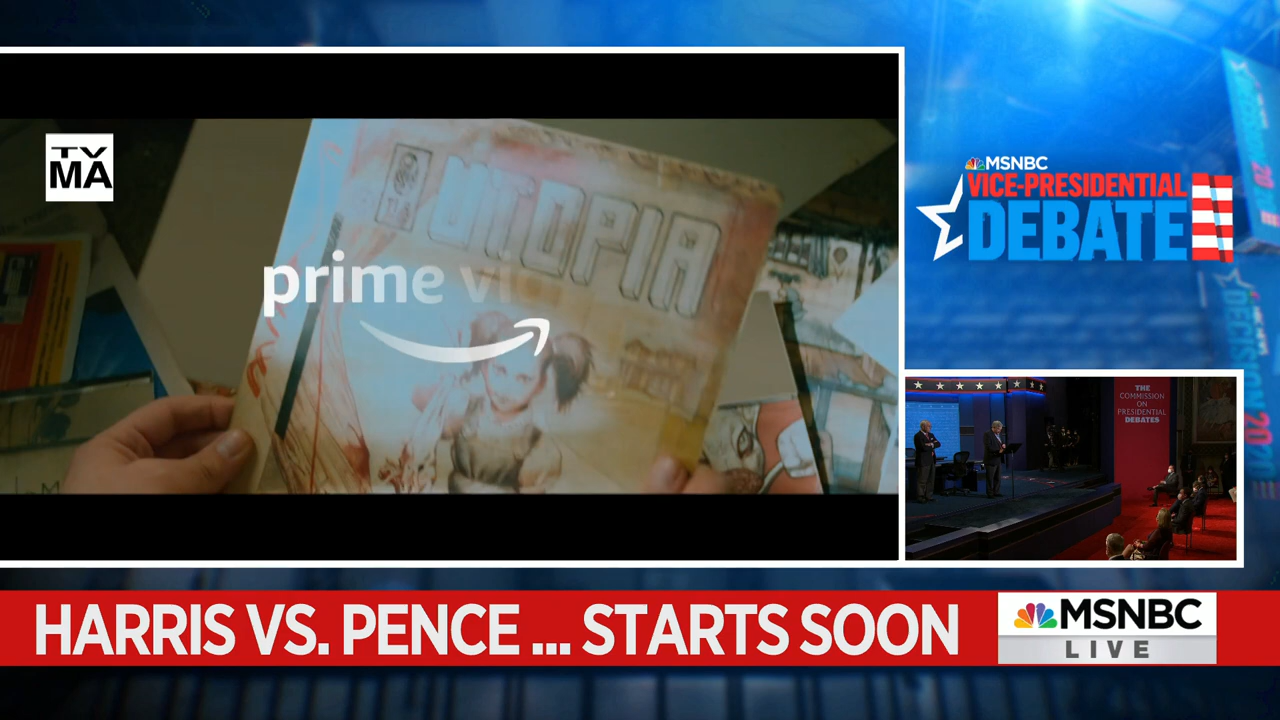 TV
MA
UTOPIA
prime vi
MSNBC
VICE-PRESIDENTIAL
DEBATE
DECISION 2020
THE
COMMISSION
ON
PRESIDENTIAL
DEBATES
HARRIS VS. PENCE ... STARTS SOON
MSNBC
LIVE